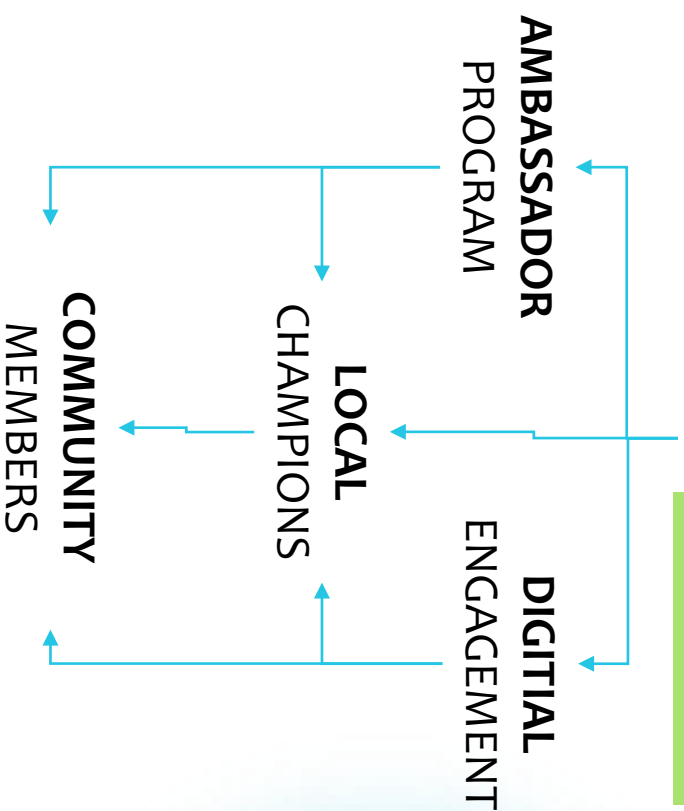 AMBASSADOR
PROGRAM
DIGITIAL
ENGAGEMENT
LOCAL
CHAMPIONS
COMMUNITY
MEMBERS